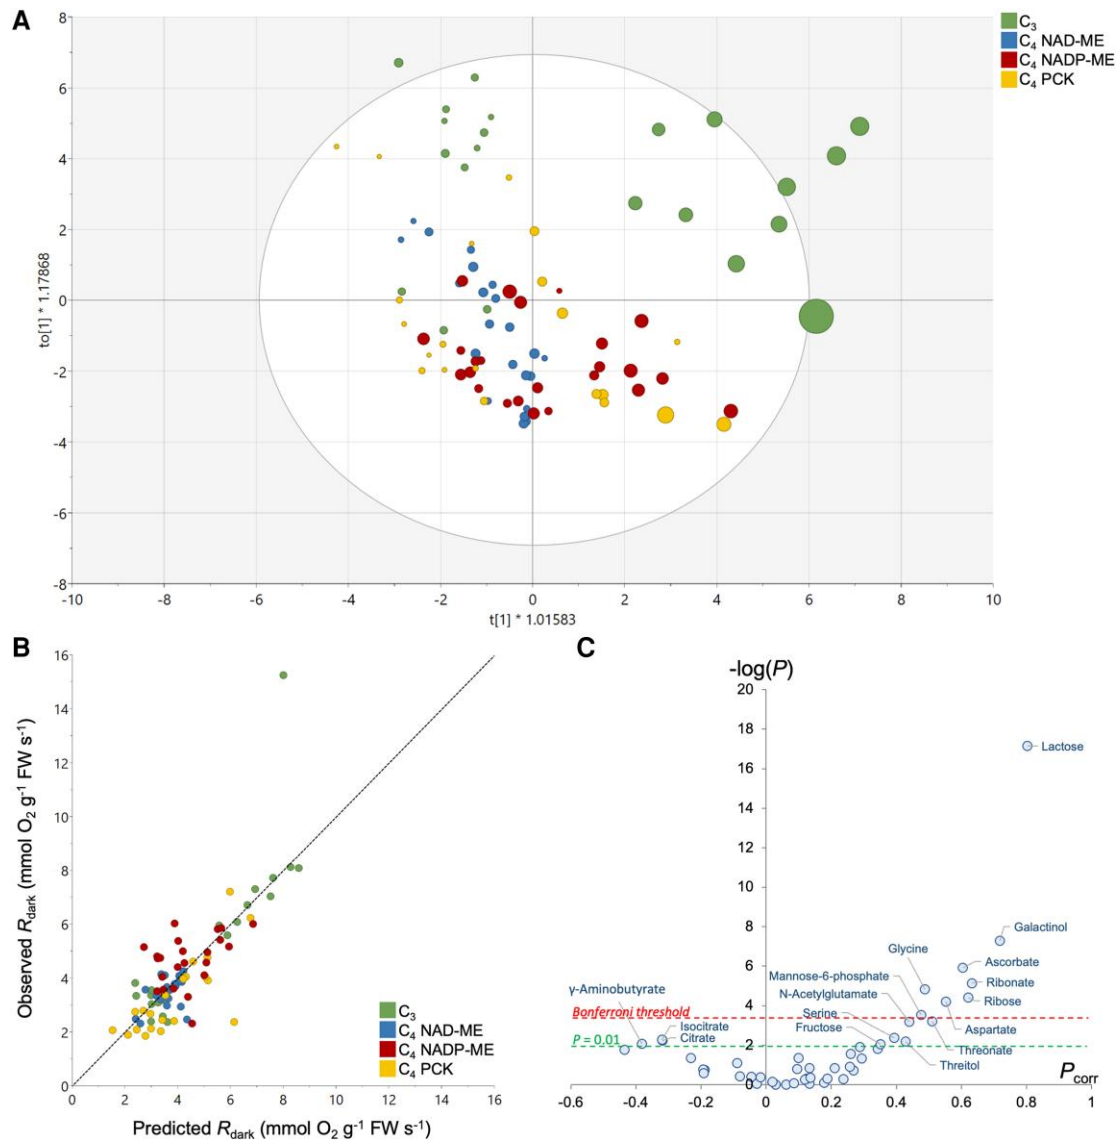 A
C3
C4 NAD-ME
C4 NADP-ME
C4 PCK
8
6
4
2
0
-2
-4
-6
-8
to[1] * 1.17868
-10
-8
-6
-4
-2
0
2
4
6
8
10
t[1] * 1.01583
B
16
14
12
10
8
6
4
2
0
Observed Rdark (mmol O2 g-1 FW s-1)
C3
C4 NAD-ME
C4 NADP-ME
C4 PCK
0
2
4
6
8
10
12
14
16
Predicted Rdark (mmol O2 g-1 FW s-1)
C
-log(P)
20
18
16
14
12
10
8
6
4
2
0
Lactose
Galactinol
Glycine
Ascorbate
Mannose-6-phosphate
Ribonate
N-Acetylglutamate
Ribose
γ-Aminobutyrate
Serine
Bonferroni threshold
Aspartate
Isocitrate
Fructose
Citrate
P = 0.01
Threonate
Threitol
Pcorr
-0.6
-0.4
-0.2
0
0.2
0.4
0.6
0.8
1